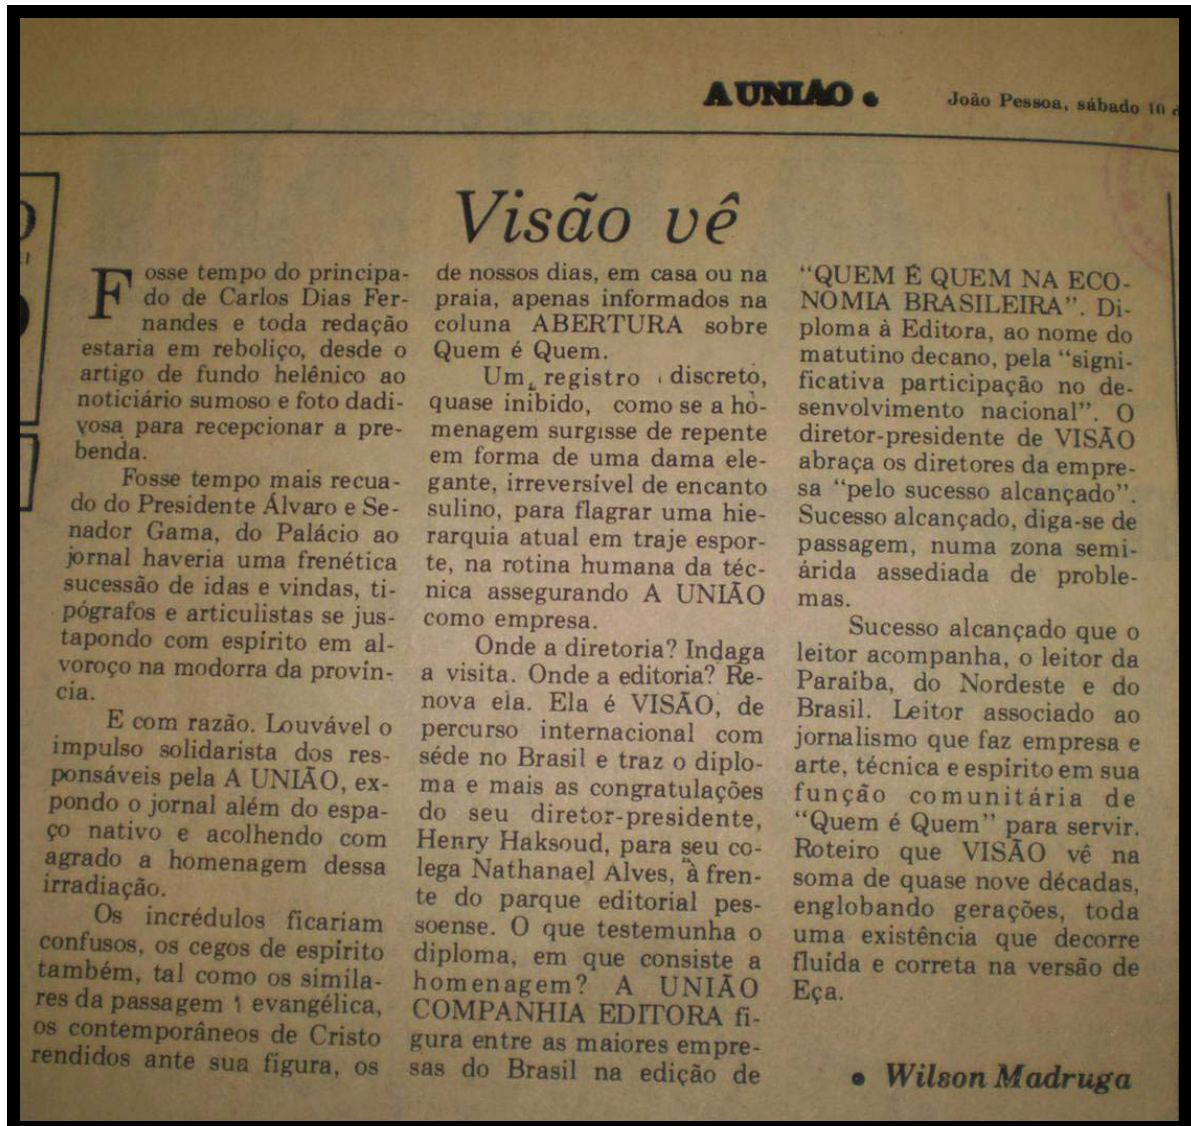 A UNIÃO •
João Pessoa, sábado 10
Visão vê
Fosse tempo do principa-
do de Carlos Dias Fer-
nandes e toda redação
estaria em reboliço, desde o
artigo de fundo helênico ao
noticiário sumoso e foto dadi-
vosa para recepcionar a pre-
benda.
Fosse tempo mais recua-
do do Presidente Álvaro e Se-
nador Gama, do Palácio ao
jornal haveria uma frenética
sucessão de idas e vindas, ti-
pógrafos e articulistas se jus-
tapondo com espírito em al-
voroço na modorra da provín-
cia.
E com razão. Louvável o
impulso solidarista dos res-
ponsáveis pela A UNIÃO, ex-
pondo o jornal além do espa-
ço nativo e acolhendo com
agrado a homenagem dessa
irradiação.
Os incrédulos ficariam
confusos, os cegos de espírito
também, tal como os simila-
res da passagem evangélica,
os contemporâneos de Cristo
rendidos ante sua figura, os
de nossos dias, em casa ou na
praia, apenas informados na
coluna ABERTURA sobre
Quem é Quem.
Um registro discreto,
quase inibido, como se a ho-
menagem surgisse de repente
em forma de uma dama ele-
gante, irreversível de encanto
sulino, para flagrar uma hie-
rarquia atual em traje espor-
te, na rotina humana da téc-
nica assegurando A UNIÃO
como empresa.
Onde a diretoria? Indaga
a visita. Onde a editoria? Re-
nova ela. Ela é VISÃO, de
percurso internacional com
séde no Brasil e traz o diplo-
ma e mais as congratulações
do seu diretor-presidente,
Henry Haksoud, para seu co-
lega Nathanael Alves, à fren-
te do parque editorial pes-
soense. O que testemunha o
diploma, em que consiste a
homenagem? A UNIÃO
COMPANHIA EDITORA fi-
gura entre as maiores empre-
sas do Brasil na edição de
“QUEM É QUEM NA ECO-
NOMIA BRASILEIRA”. Di-
ploma à Editora, ao nome do
matutino decano, pela “signi-
ficativa participação no de-
senvolvimento nacional”. O
diretor-presidente de VISÃO
abraça os diretores da empre-
sa “pelo sucesso alcançado”.
Sucesso alcançado, diga-se de
passagem, numa zona semi-
árida assediada de proble-
mas.
Sucesso alcançado que o
leitor acompanha, o leitor da
Paraíba, do Nordeste e do
Brasil. Leitor associado ao
jornalismo que faz empresa e
arte, técnica e espírito em sua
função comunitária de
“Quem é Quem” para servir.
Roteiro que VISÃO vê na
soma de quase nove décadas,
englobando gerações, toda
uma existência que decorre
fluída e correta na versão de
Eça.
• Wilson Madruga